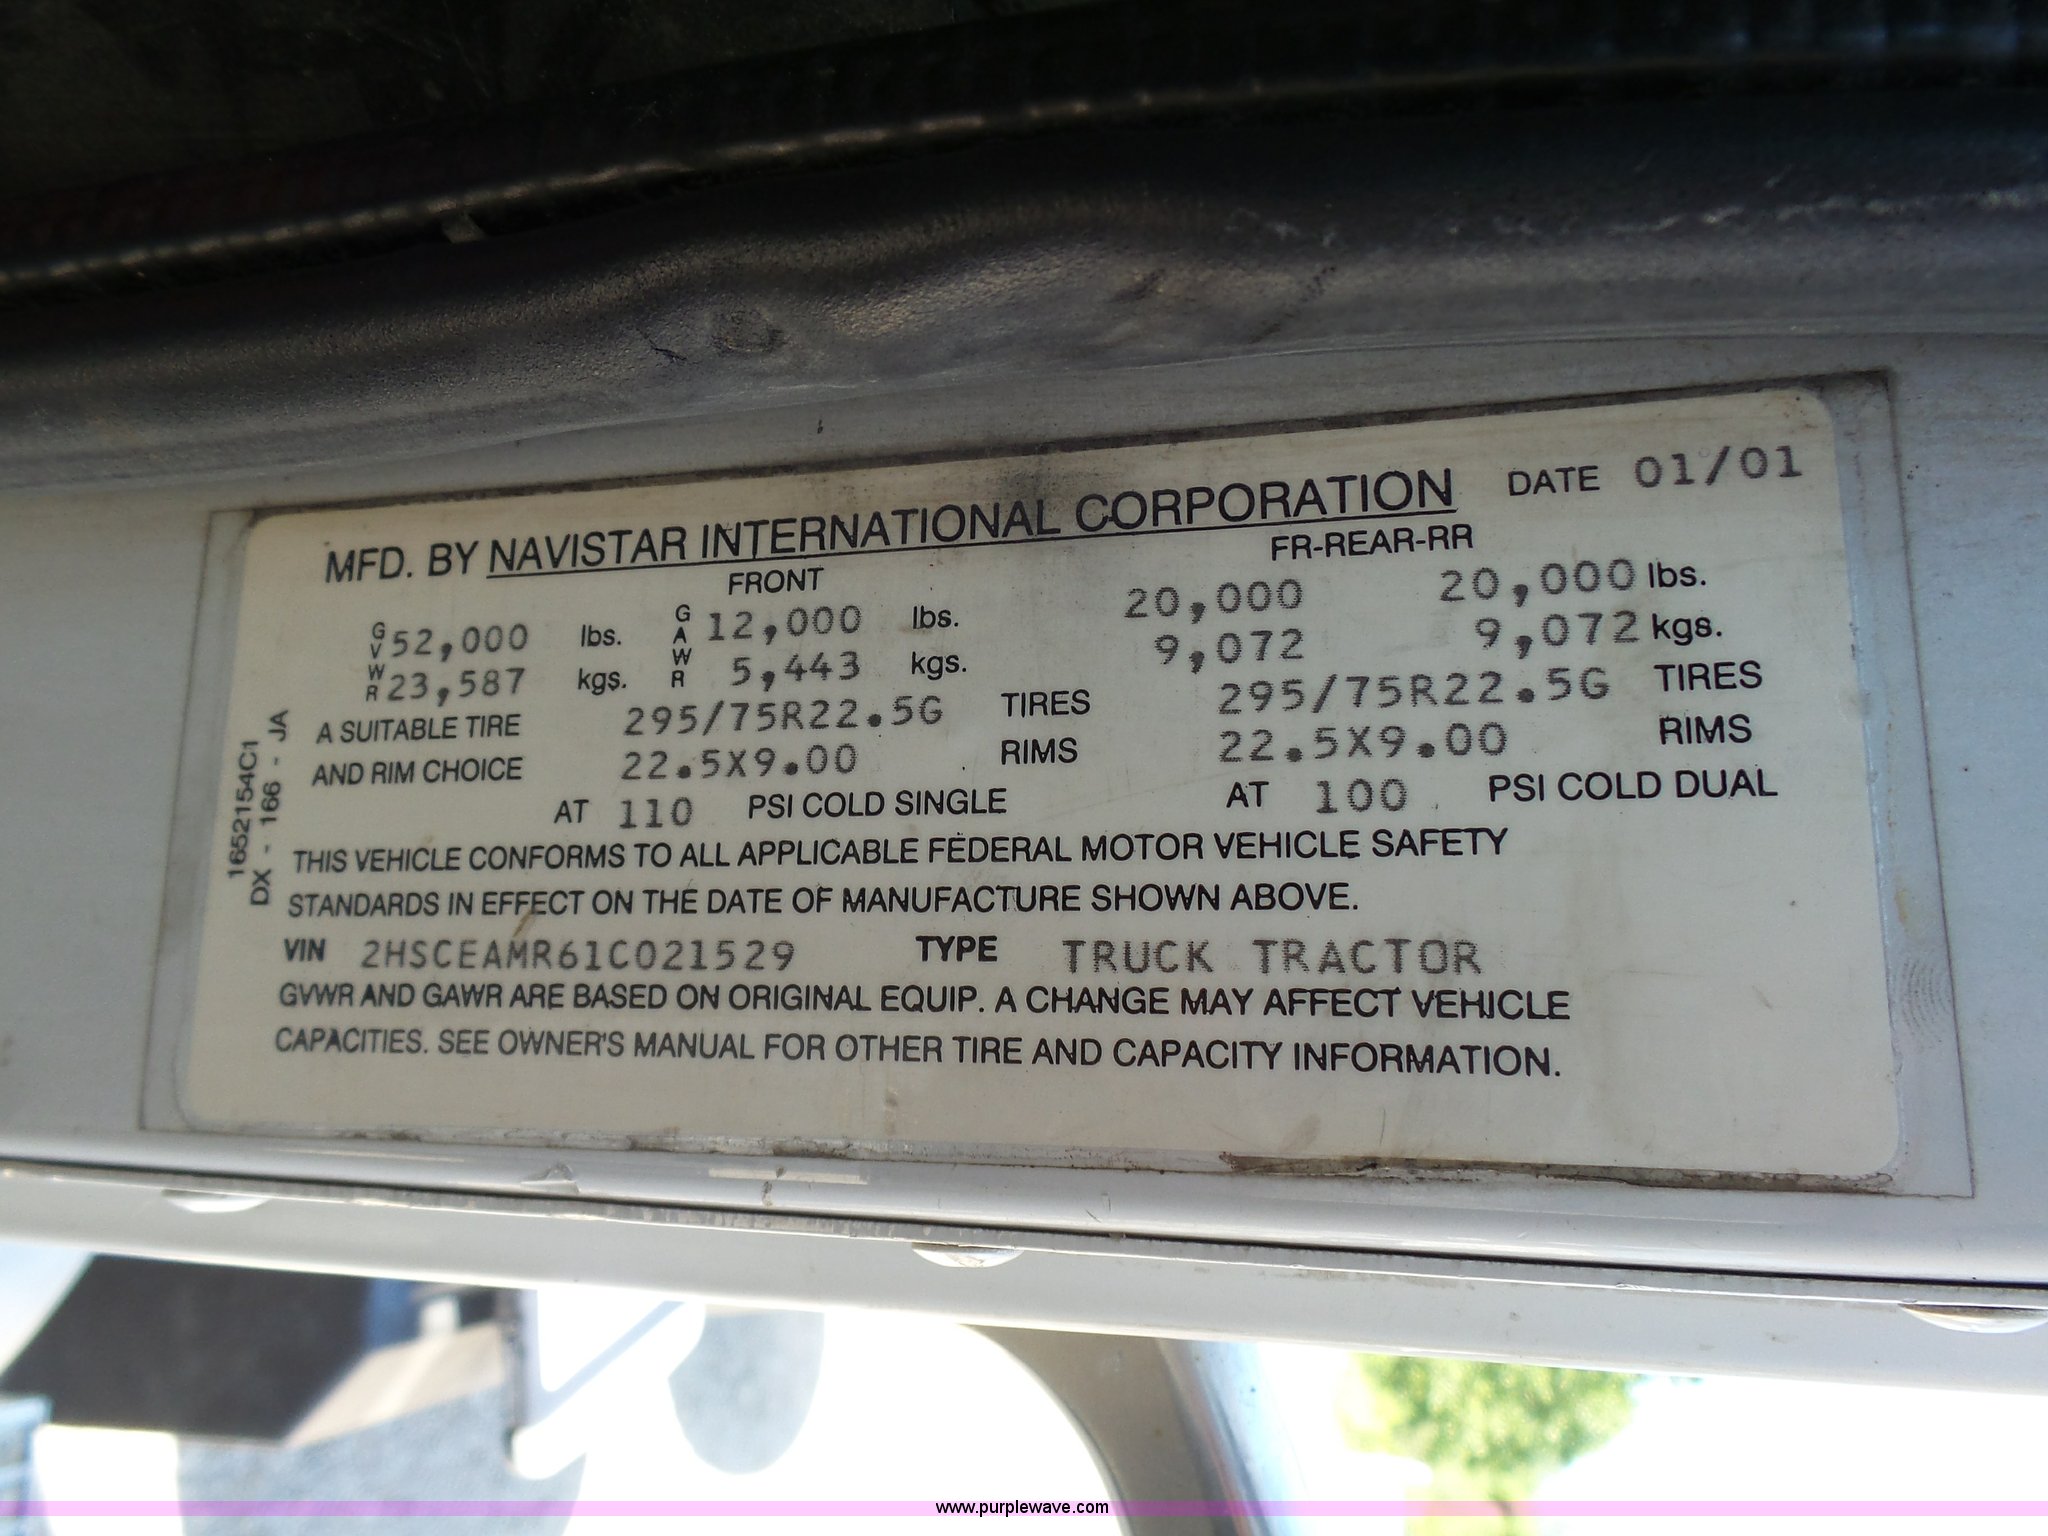 MFD. BY NAVISTAR INTERNATIONAL CORPORATION DATE 01/01
FRONT FR-REAR-RR
GVWR 52,000 lbs. GAWR 12,000 lbs. 20,000 20,000 lbs.
23,587 kgs. 5,443 kgs. 9,072 9,072 kgs.
A SUITABLE TIRE 295/75R22.5G TIRES 295/75R22.5G TIRES
AND RIM CHOICE 22.5X9.00 RIMS 22.5X9.00 RIMS
AT 110 PSI COLD SINGLE AT 100 PSI COLD DUAL
THIS VEHICLE CONFORMS TO ALL APPLICABLE FEDERAL MOTOR VEHICLE SAFETY
STANDARDS IN EFFECT ON THE DATE OF MANUFACTURE SHOWN ABOVE.
VIN 2HSCEAMR61C021529 TYPE TRUCK TRACTOR
GVWR AND GAWR ARE BASED ON ORIGINAL EQUIP. A CHANGE MAY AFFECT VEHICLE
CAPACITIES. SEE OWNER'S MANUAL FOR OTHER TIRE AND CAPACITY INFORMATION.
1652154C1
DX - 166 - JA
www.purplewave.com